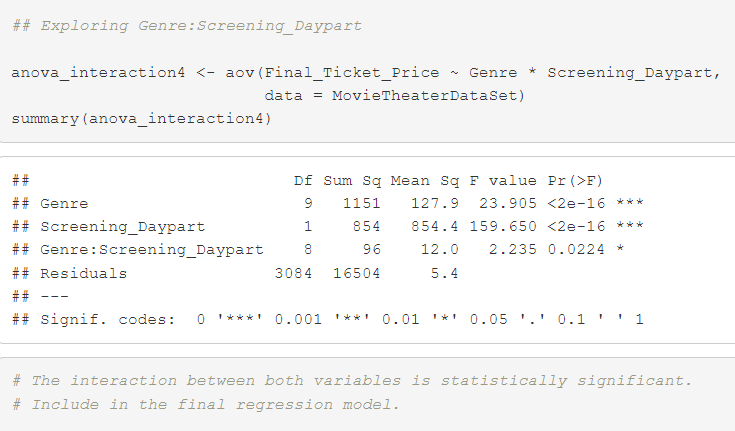 ## Exploring Genre:Screening_Daypart
anova_interaction4 <- aov(Final_Ticket_Price ~ Genre * Screening_Daypart,
                          data = MovieTheaterDataSet)
summary(anova_interaction4)
##                          Df Sum Sq Mean Sq F value Pr(>F)
## Genre                     9   1151   127.9  23.905 <2e-16 ***
## Screening_Daypart         1    854   854.4 159.650 <2e-16 ***
## Genre:Screening_Daypart   8     96    12.0   2.235 0.0224 *
## Residuals              3084  16504     5.4
## ---
## Signif. codes:  0 '***' 0.001 '**' 0.01 '*' 0.05 '.' 0.1 ' ' 1
# The interaction between both variables is statistically significant.
# Include in the final regression model.